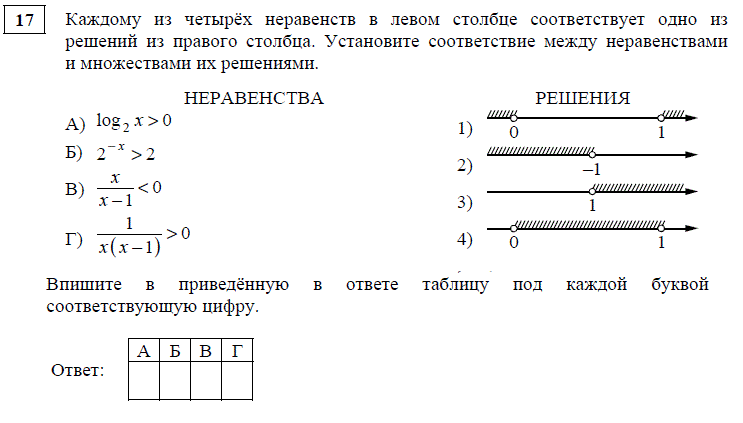 17 Каждому из четырёх неравенств в левом столбце соответствует одно из
решений из правого столбца. Установите соответствие между неравенствами
и множествами их решениями.
НЕРАВЕНСТВА РЕШЕНИЯ
А) log₂ x > 0
Б) 2^(−x) > 2
В) x/(x−1) < 0
Г) 1/(x(x−1)) > 0
1) 0 1
2) −1
3) 1
4) 0 1
Впишите в приведённую в ответе таблицу под каждой буквой
соответствующую цифру.
А Б В Г
Ответ: